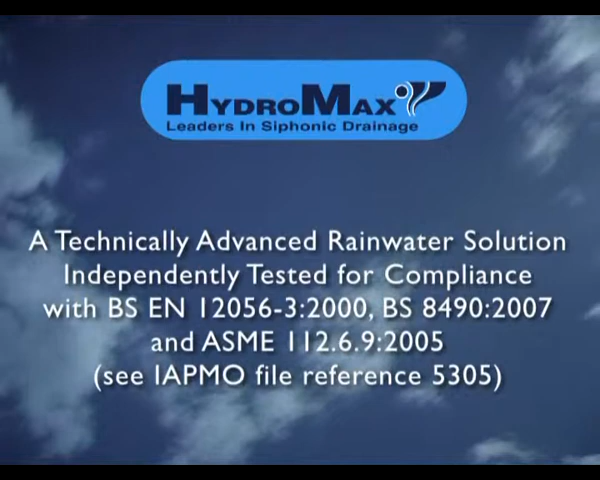 HYDROMAX
Leaders In Siphonic Drainage
A Technically Advanced Rainwater Solution
Independently Tested for Compliance
with BS EN 12056-3:2000, BS 8490:2007
and ASME 112.6.9:2005
(see IAPMO file reference 5305)